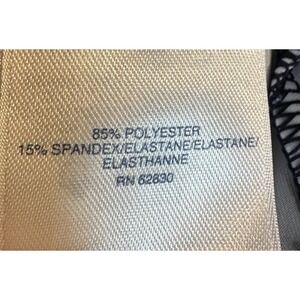 85% POLYESTER
15% SPANDEX/ELASTANE/ELASTANE/
ELASTHANNE
RN 62830